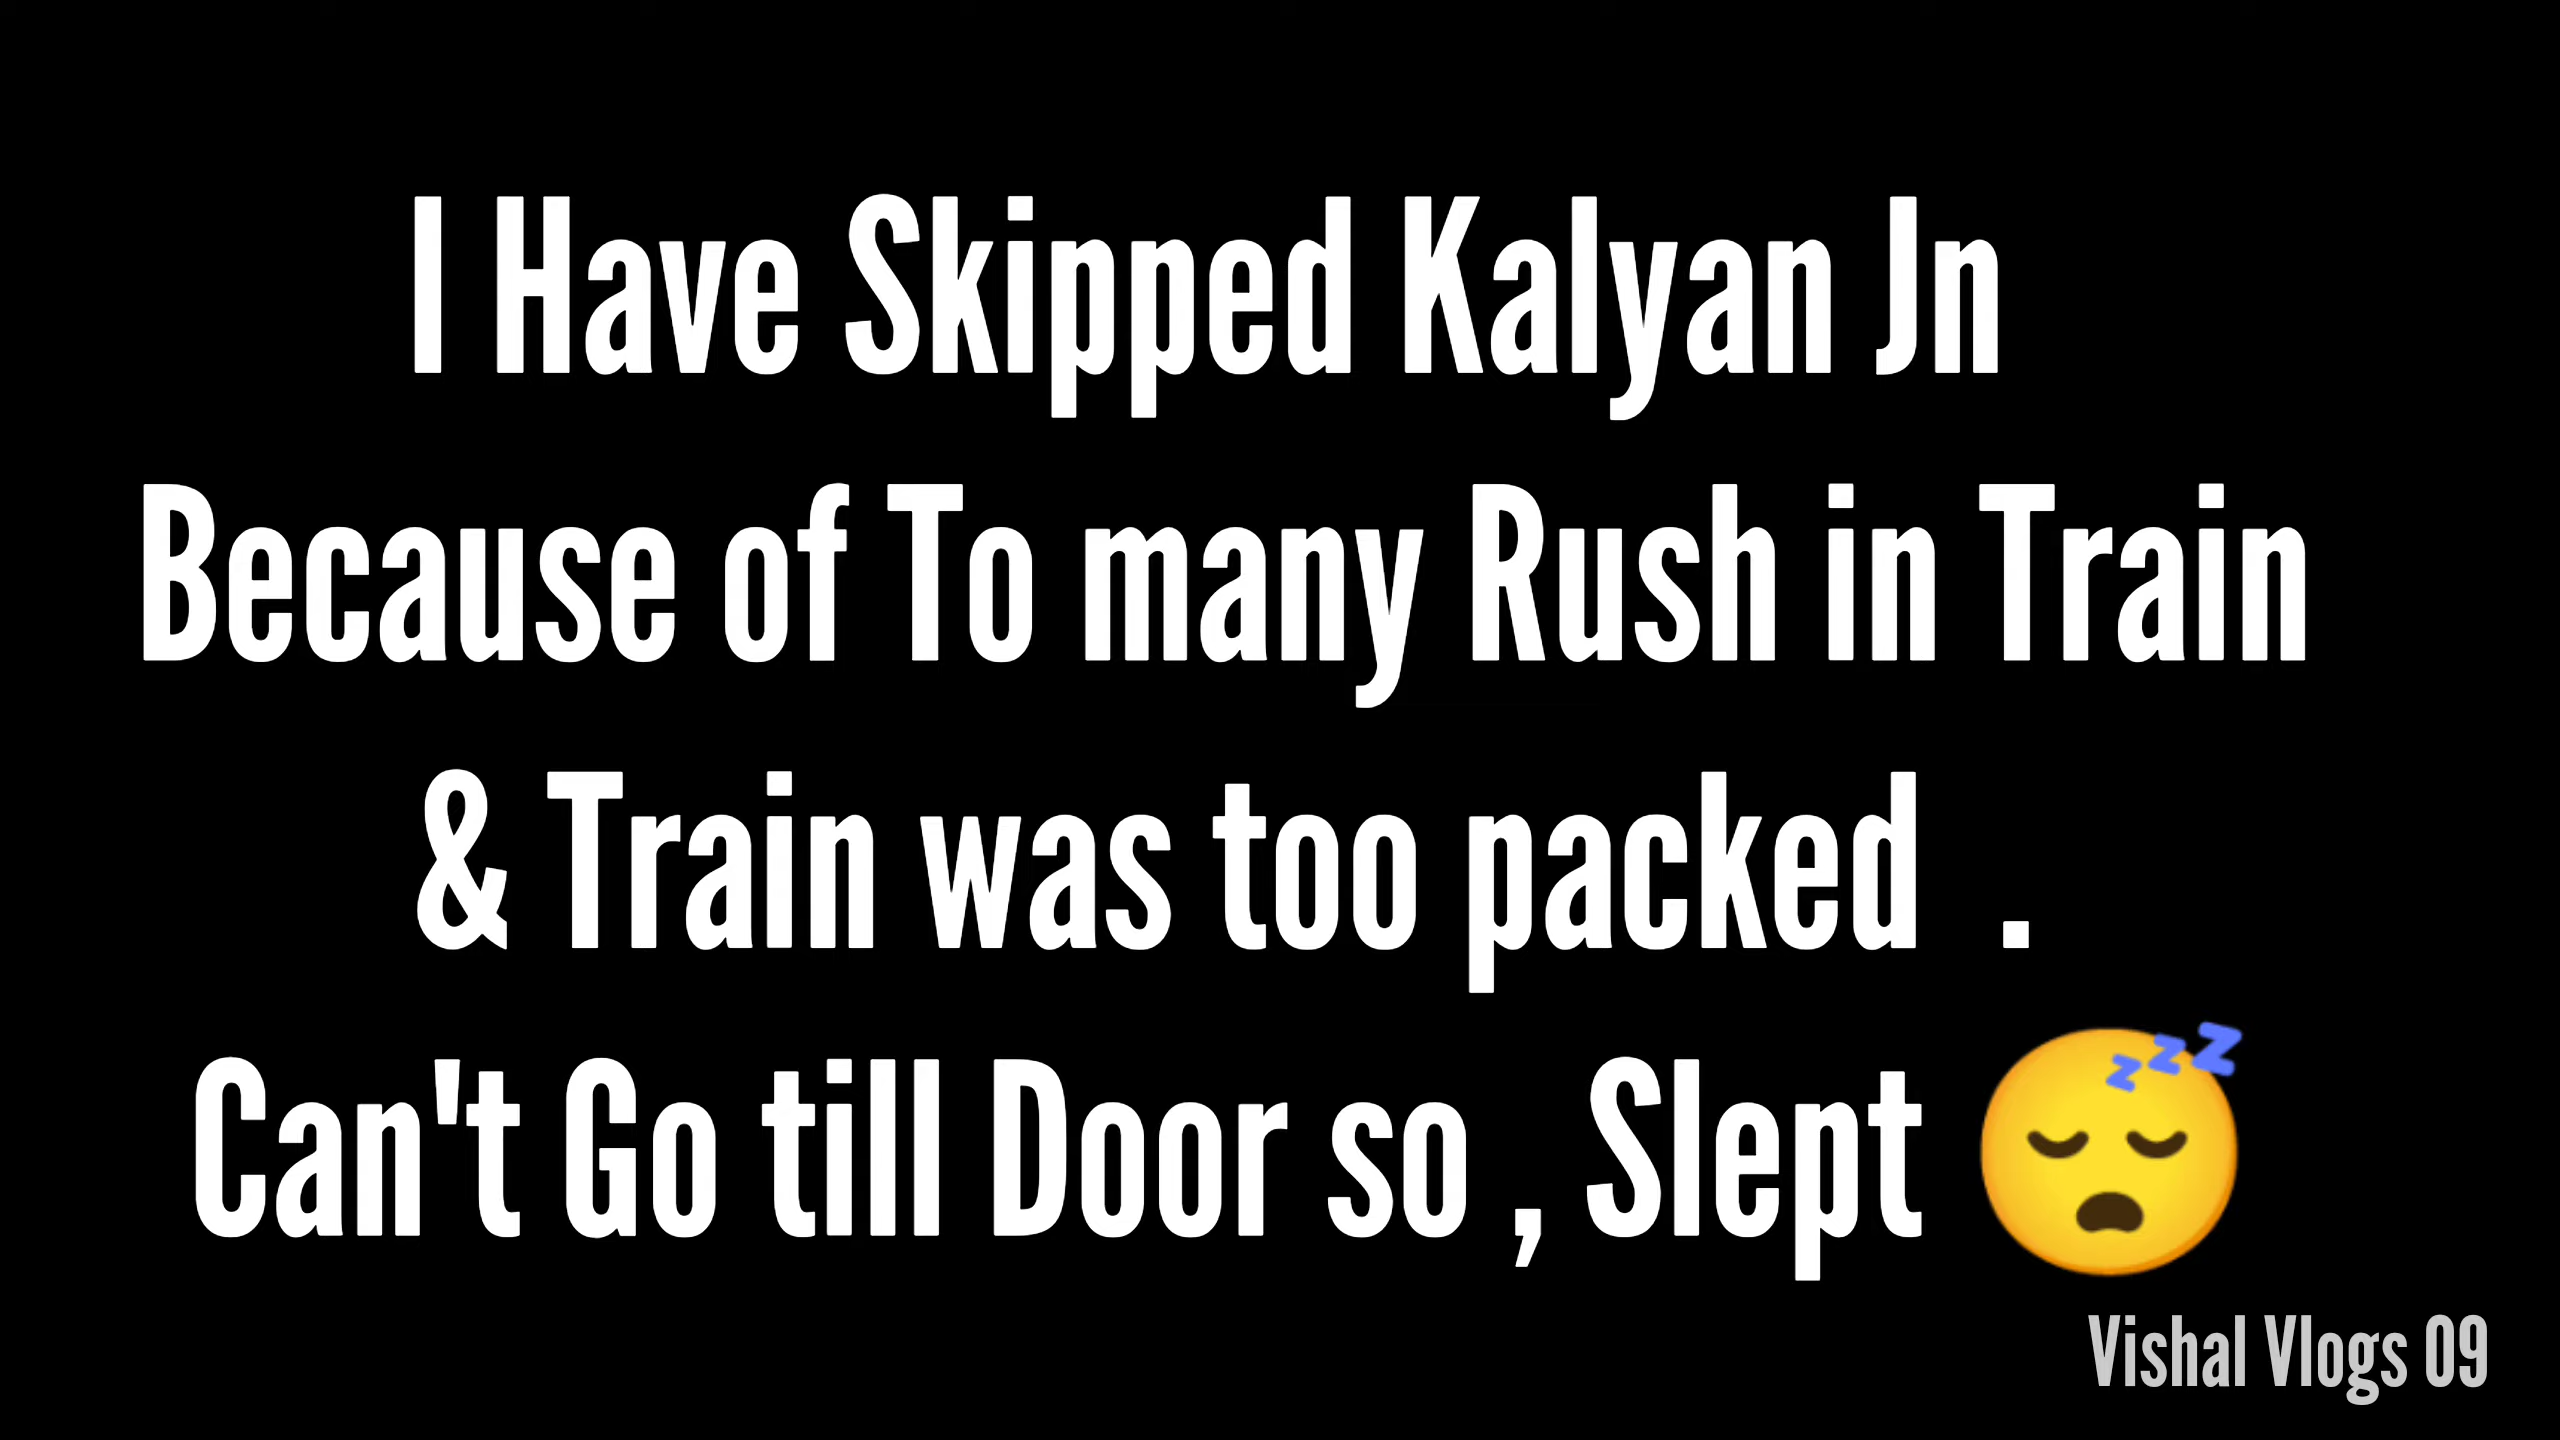 I Have Skipped Kalyan Jn
Because of To many Rush in Train
& Train was too packed  .
Can't Go till Door so , Slept 😴
Vishal Vlogs 09